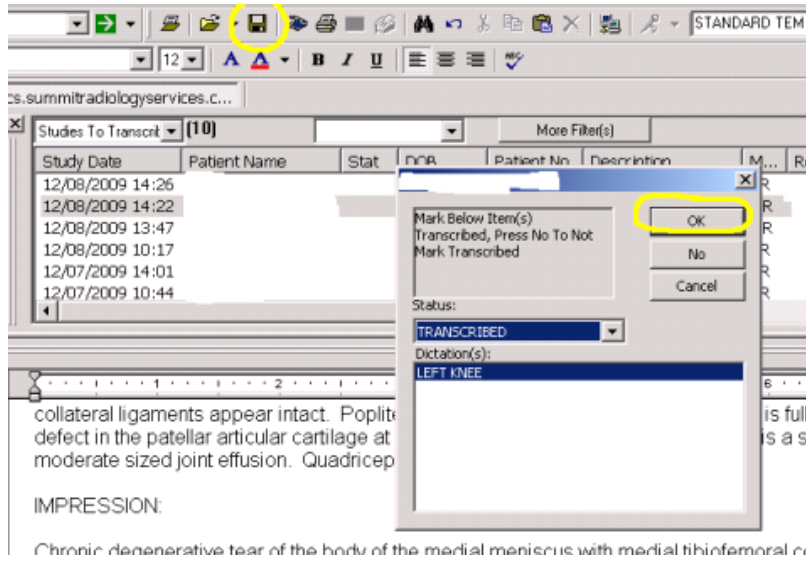 STANDARD TEM
12
A A B I U
cs.summitradiologyservices.c...
Studies To Transcrit (10) More Filter(s)
Study Date Patient Name Stat DOB Patient No Description M... R
12/08/2009 14:26 R
12/08/2009 14:22 R
12/08/2009 13:47 R
12/08/2009 10:17 R
12/07/2009 14:01 R
12/07/2009 10:44 R
Mark Below Item(s)
Transcribed, Press No To Not
Mark Transcribed
OK
No
Cancel
Status:
TRANSCRIBED
Dictation(s):
LEFT KNEE
1 2 6
collateral ligaments appear intact. Poplite is full
defect in the patellar articular cartilage at is a s
moderate sized joint effusion. Quadricep
IMPRESSION:
Chronic degenerative tear of the body of the medial meniscus with medial tibiofemoral co